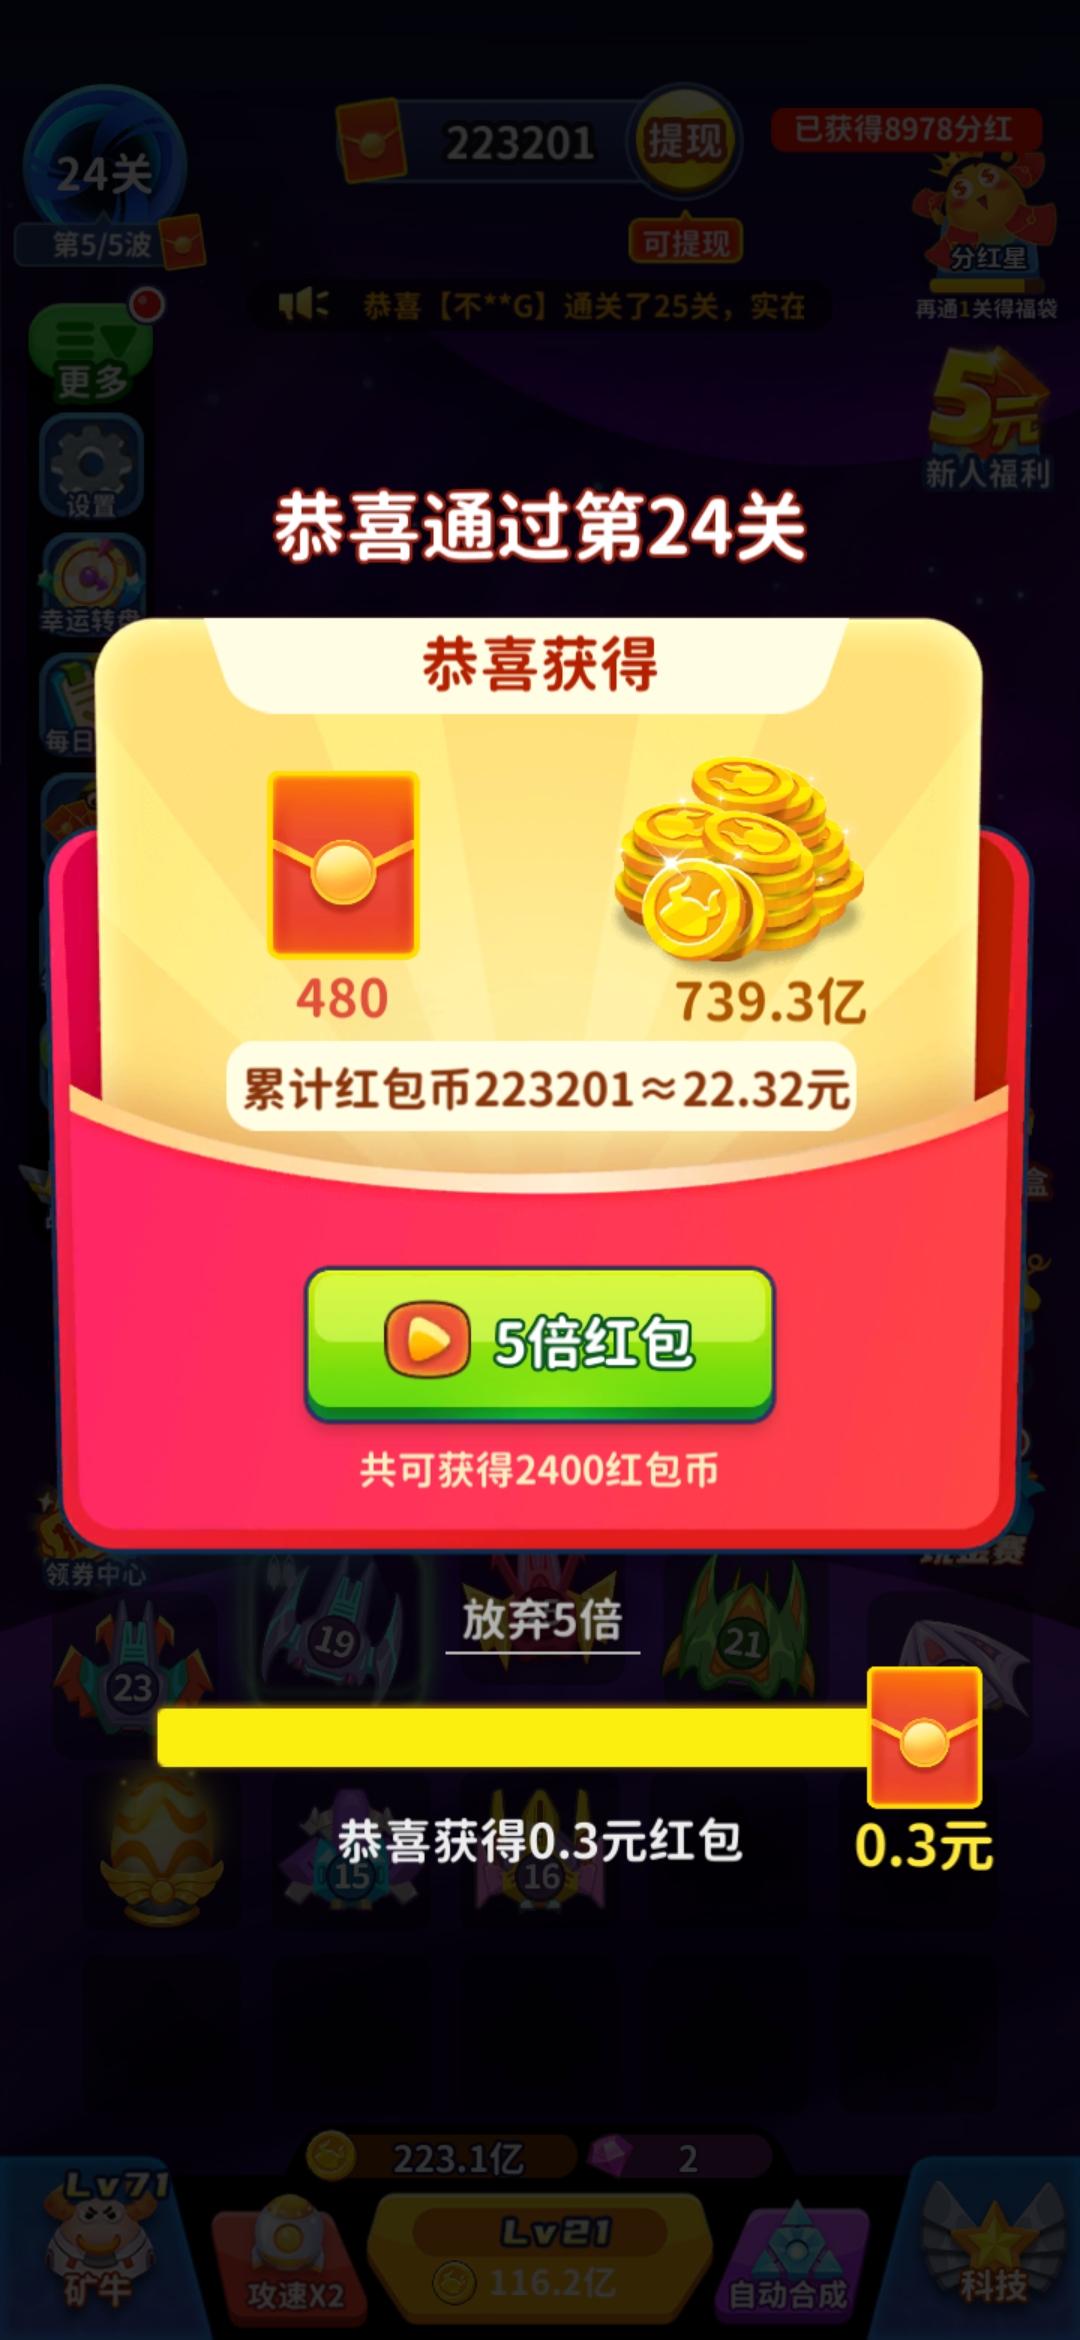 24关
第5/5波
223201
提现
可提现
已获得8978分红
分红星
再通1关得福袋
恭喜【不**G】通关了25关，实在
更多
5元
新人福利
设置
幸运转盘
每日
恭喜通过第24关
恭喜获得
480
739.3亿
累计红包币223201≈22.32元
盒
5倍红包
共可获得2400红包币
领券中心
放弃5倍
19
21
23
恭喜获得0.3元红包
0.3元
15
16
223.1亿
2
Lv71
矿牛
攻速X2
Lv21
116.2亿
自动合成
科技